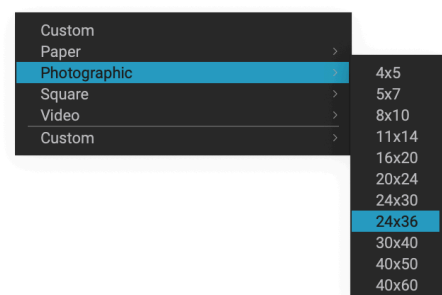 Custom
Paper
Photographic
Square
Video
Custom
4x5
5x7
8x10
11x14
16x20
20x24
24x30
24x36
30x40
40x50
40x60